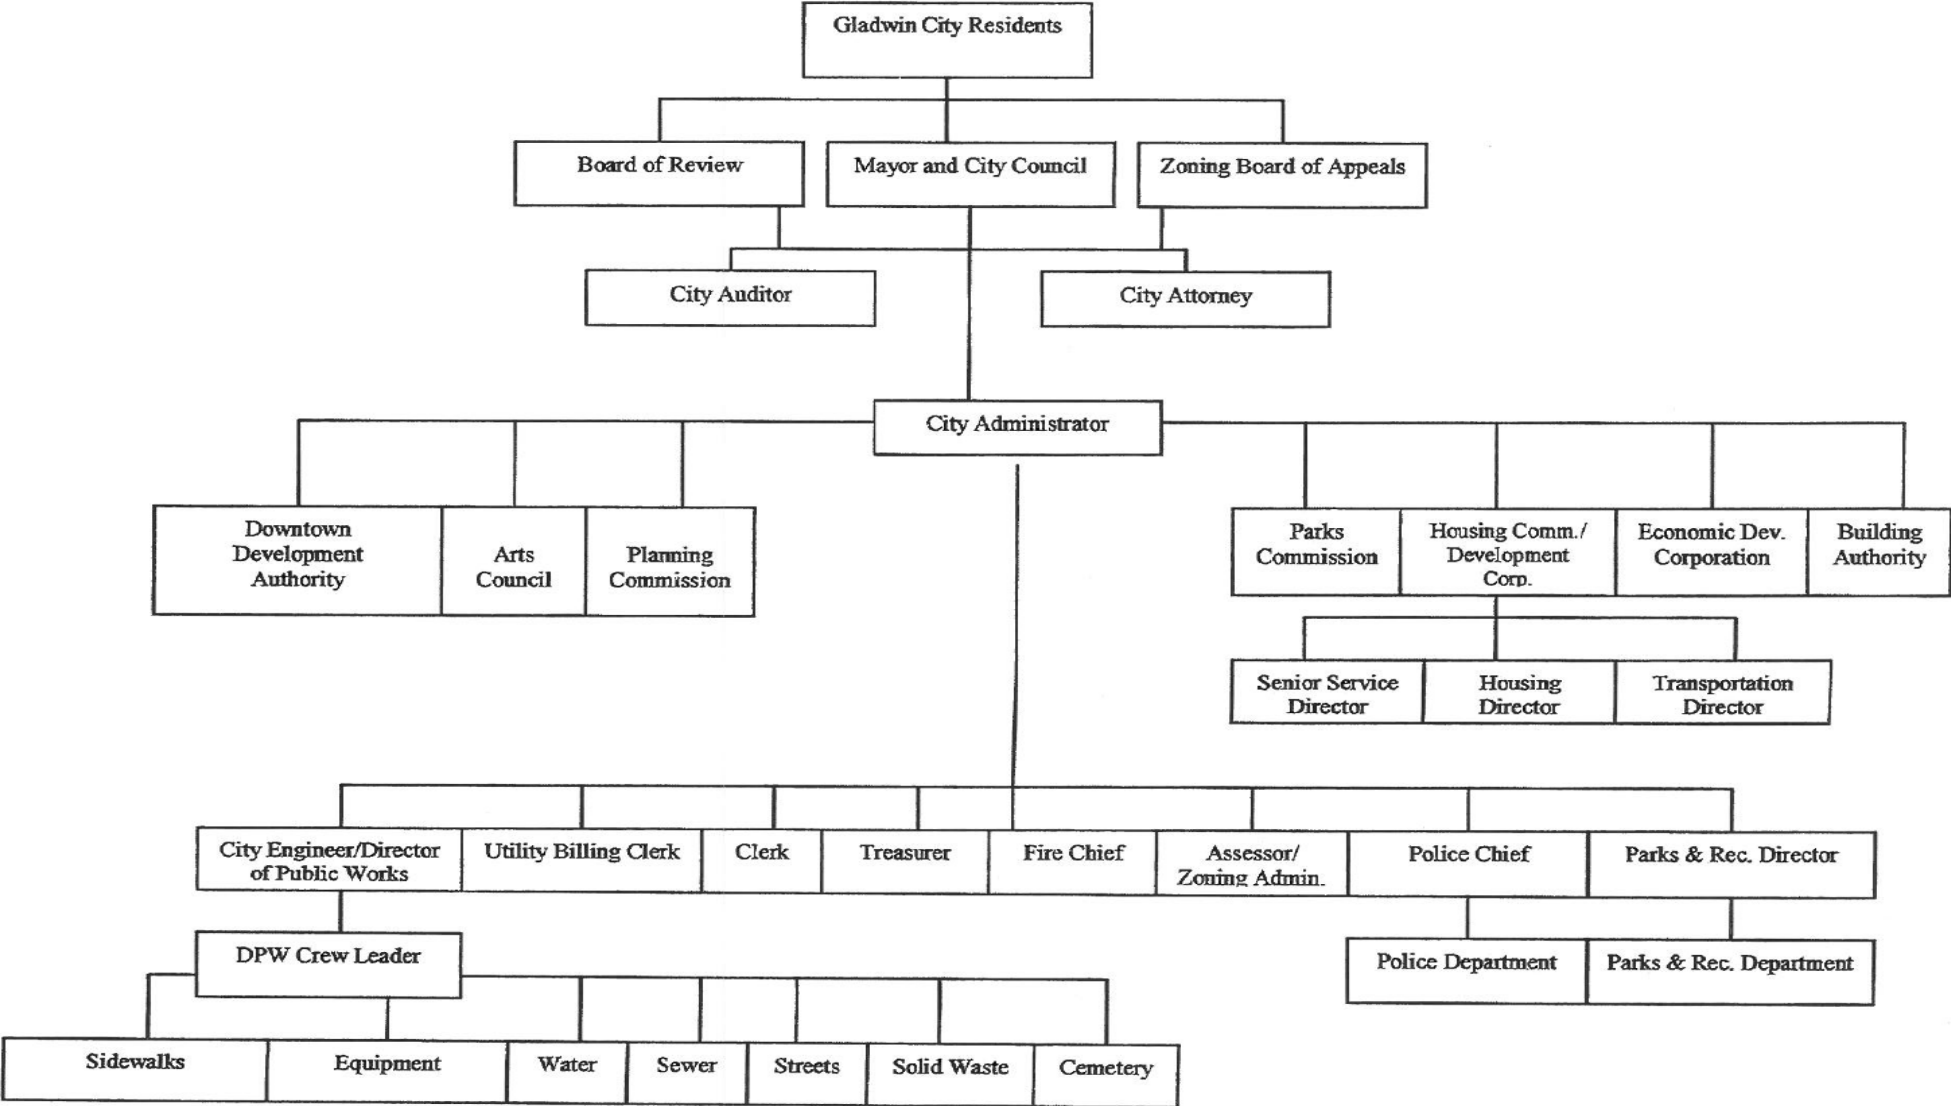 Gladwin City Residents
Board of Review
Mayor and City Council
Zoning Board of Appeals
City Auditor
City Attorney
City Administrator
Downtown
Development
Authority
Arts
Council
Planning
Commission
Parks
Commission
Housing Comm./
Development
Corp.
Economic Dev.
Corporation
Building
Authority
Senior Service
Director
Housing
Director
Transportation
Director
City Engineer/Director
of Public Works
Utility Billing Clerk
Clerk
Treasurer
Fire Chief
Assessor/
Zoning Admin.
Police Chief
Parks & Rec. Director
DPW Crew Leader
Police Department
Parks & Rec. Department
Sidewalks
Equipment
Water
Sewer
Streets
Solid Waste
Cemetery